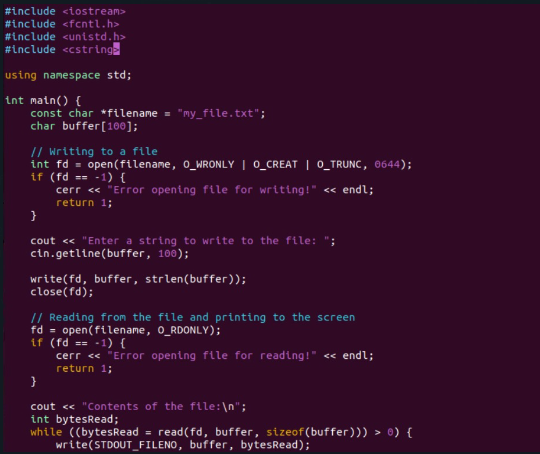 #include <iostream>
#include <fcntl.h>
#include <unistd.h>
#include <cstring>

using namespace std;

int main() {
    const char *filename = "my_file.txt";
    char buffer[100];

    // Writing to a file
    int fd = open(filename, O_WRONLY | O_CREAT | O_TRUNC, 0644);
    if (fd == -1) {
        cerr << "Error opening file for writing!" << endl;
        return 1;
    }

    cout << "Enter a string to write to the file: ";
    cin.getline(buffer, 100);

    write(fd, buffer, strlen(buffer));
    close(fd);

    // Reading from the file and printing to the screen
    fd = open(filename, O_RDONLY);
    if (fd == -1) {
        cerr << "Error opening file for reading!" << endl;
        return 1;
    }

    cout << "Contents of the file:\n";
    int bytesRead;
    while ((bytesRead = read(fd, buffer, sizeof(buffer))) > 0) {
        write(STDOUT_FILENO, buffer, bytesRead);